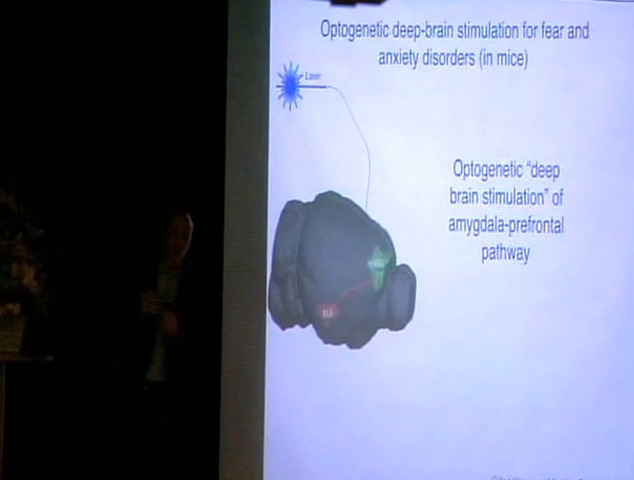 Optogenetic deep-brain stimulation for fear and
anxiety disorders (in mice)
Laser
Optogenetic "deep
brain stimulation" of
amygdala-prefrontal
pathway
BLA